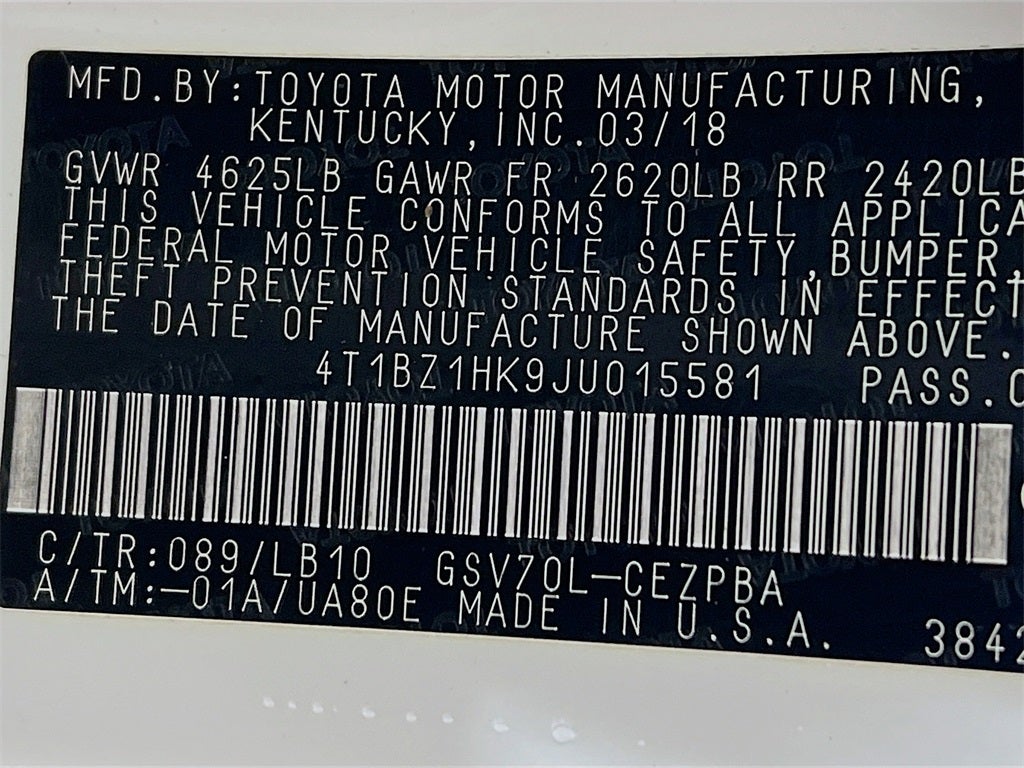 MFD.BY:TOYOTA MOTOR MANUFACTURING,
KENTUCKY,INC.03/18
GVWR 4625LB GAWR FR 2620LB RR 2420LB
THIS VEHICLE CONFORMS TO ALL APPLICA
FEDERAL MOTOR VEHICLE SAFETY,BUMPER,
THEFT PREVENTION STANDARDS IN EFFECT
THE DATE OF MANUFACTURE SHOWN ABOVE.
4T1BZ1HK9JU015581 PASS.C
C/TR:089/LB10 GSV70L-CEZPBA
A/TM:-01A/UA80E MADE IN U.S.A. 3842